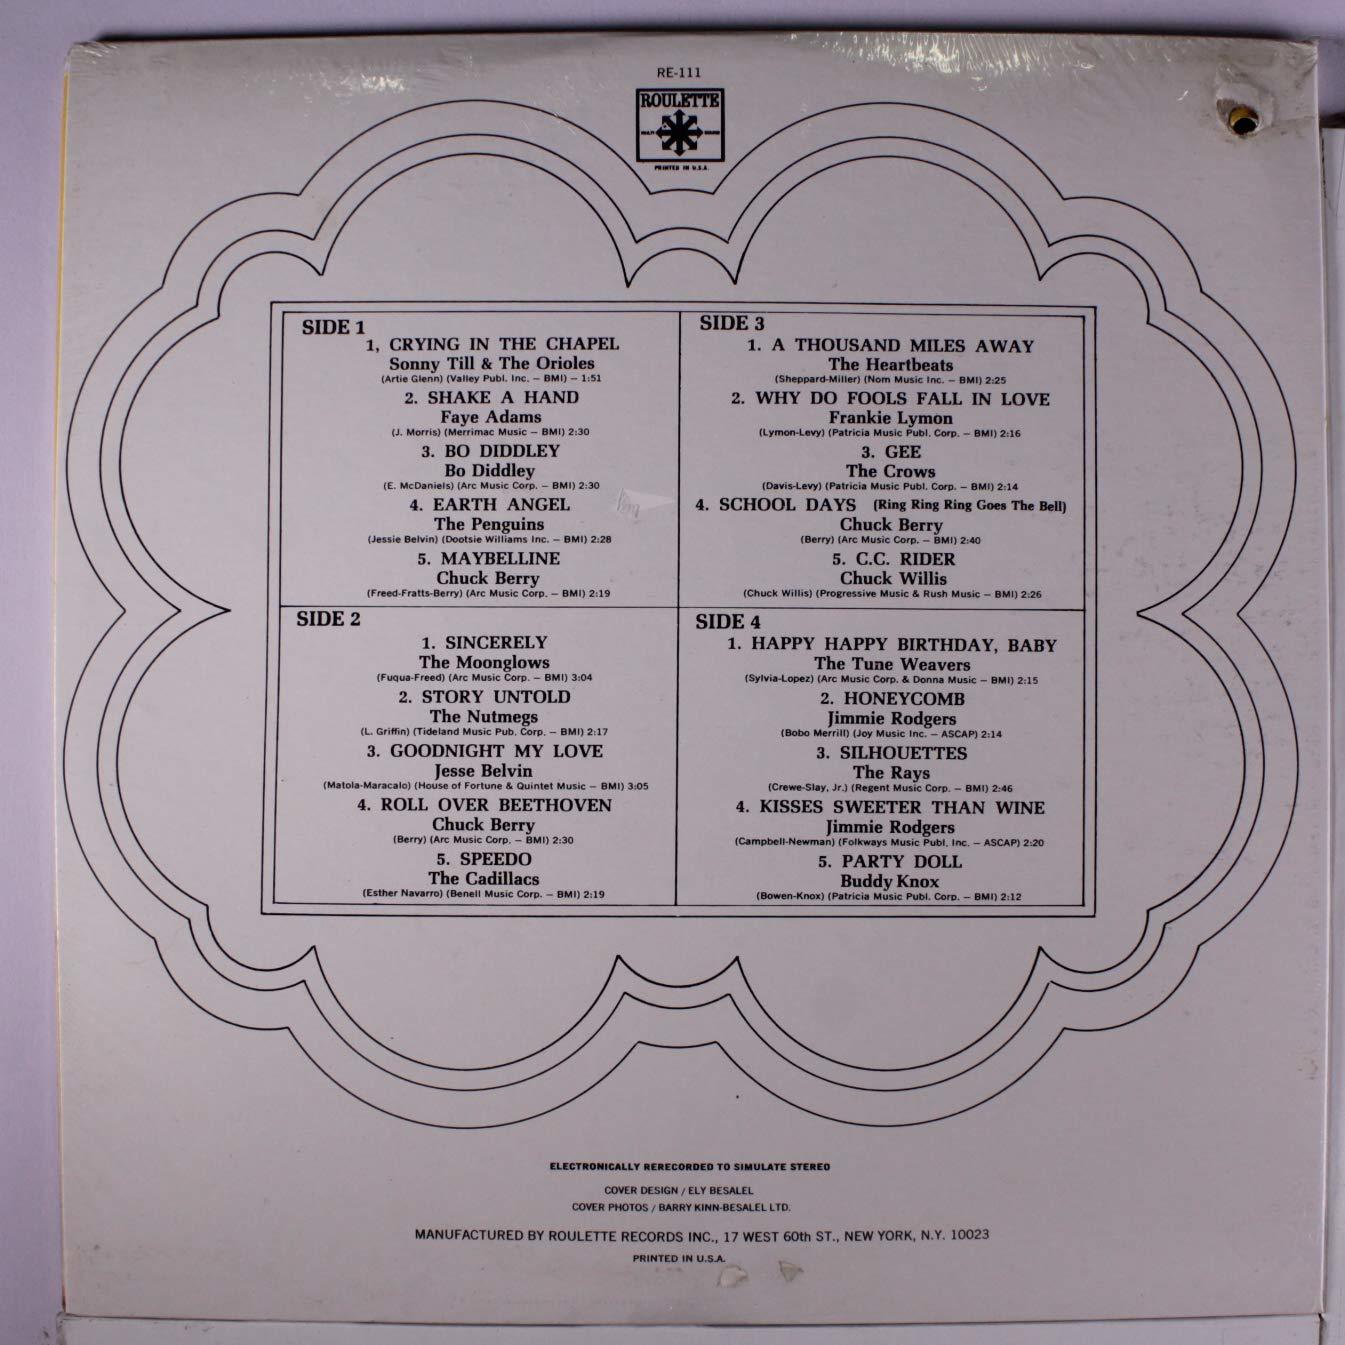 RE-111
ROULETTE
PRINTED IN U.S.A.
SIDE 1
1, CRYING IN THE CHAPEL
Sonny Till & The Orioles
(Artie Glenn) (Valley Publ. Inc. – BMI) – 1:51
2. SHAKE A HAND
Faye Adams
(J. Morris) (Merrimac Music – BMI) 2:30
3. BO DIDDLEY
Bo Diddley
(E. McDaniels) (Arc Music Corp. – BMI) 2:30
4. EARTH ANGEL
The Penguins
(Jessie Belvin) (Dootsie Williams Inc. – BMI) 2:28
5. MAYBELLINE
Chuck Berry
(Freed-Fratts-Berry) (Arc Music Corp. – BMI) 2:19
SIDE 2
1. SINCERELY
The Moonglows
(Fuqua-Freed) (Arc Music Corp. – BMI) 3:04
2. STORY UNTOLD
The Nutmegs
(L. Griffin) (Tideland Music Pub. Corp. – BMI) 2:17
3. GOODNIGHT MY LOVE
Jesse Belvin
(Matola-Maracalo) (House of Fortune & Quintet Music – BMI) 3:05
4. ROLL OVER BEETHOVEN
Chuck Berry
(Berry) (Arc Music Corp. – BMI) 2:30
5. SPEEDO
The Cadillacs
(Esther Navarro) (Benell Music Corp. – BMI) 2:19
SIDE 3
1. A THOUSAND MILES AWAY
The Heartbeats
(Sheppard-Miller) (Nom Music Inc. – BMI) 2:25
2. WHY DO FOOLS FALL IN LOVE
Frankie Lymon
(Lymon-Levy) (Patricia Music Publ. Corp. – BMI) 2:16
3. GEE
The Crows
(Davis-Levy) (Patricia Music Publ. Corp. – BMI) 2:14
4. SCHOOL DAYS (Ring Ring Ring Goes The Bell)
Chuck Berry
(Berry) (Arc Music Corp. – BMI) 2:40
5. C.C. RIDER
Chuck Willis
(Chuck Willis) (Progressive Music & Rush Music – BMI) 2:26
SIDE 4
1. HAPPY HAPPY BIRTHDAY, BABY
The Tune Weavers
(Sylvia-Lopez) (Arc Music Corp. & Donna Music – BMI) 2:15
2. HONEYCOMB
Jimmie Rodgers
(Bobo Merrill) (Joy Music Inc. – ASCAP) 2:14
3. SILHOUETTES
The Rays
(Crewe-Slay, Jr.) (Regent Music Corp. – BMI) 2:46
4. KISSES SWEETER THAN WINE
Jimmie Rodgers
(Campbell-Newman) (Folkways Music Publ. Inc. – ASCAP) 2:20
5. PARTY DOLL
Buddy Knox
(Bowen-Knox) (Patricia Music Publ. Corp. – BMI) 2:12
ELECTRONICALLY RERECORDED TO SIMULATE STEREO
COVER DESIGN / ELY BESALEL
COVER PHOTOS / BARRY KINN-BESALEL LTD.
MANUFACTURED BY ROULETTE RECORDS INC., 17 WEST 60th ST., NEW YORK, N.Y. 10023
PRINTED IN U.S.A.